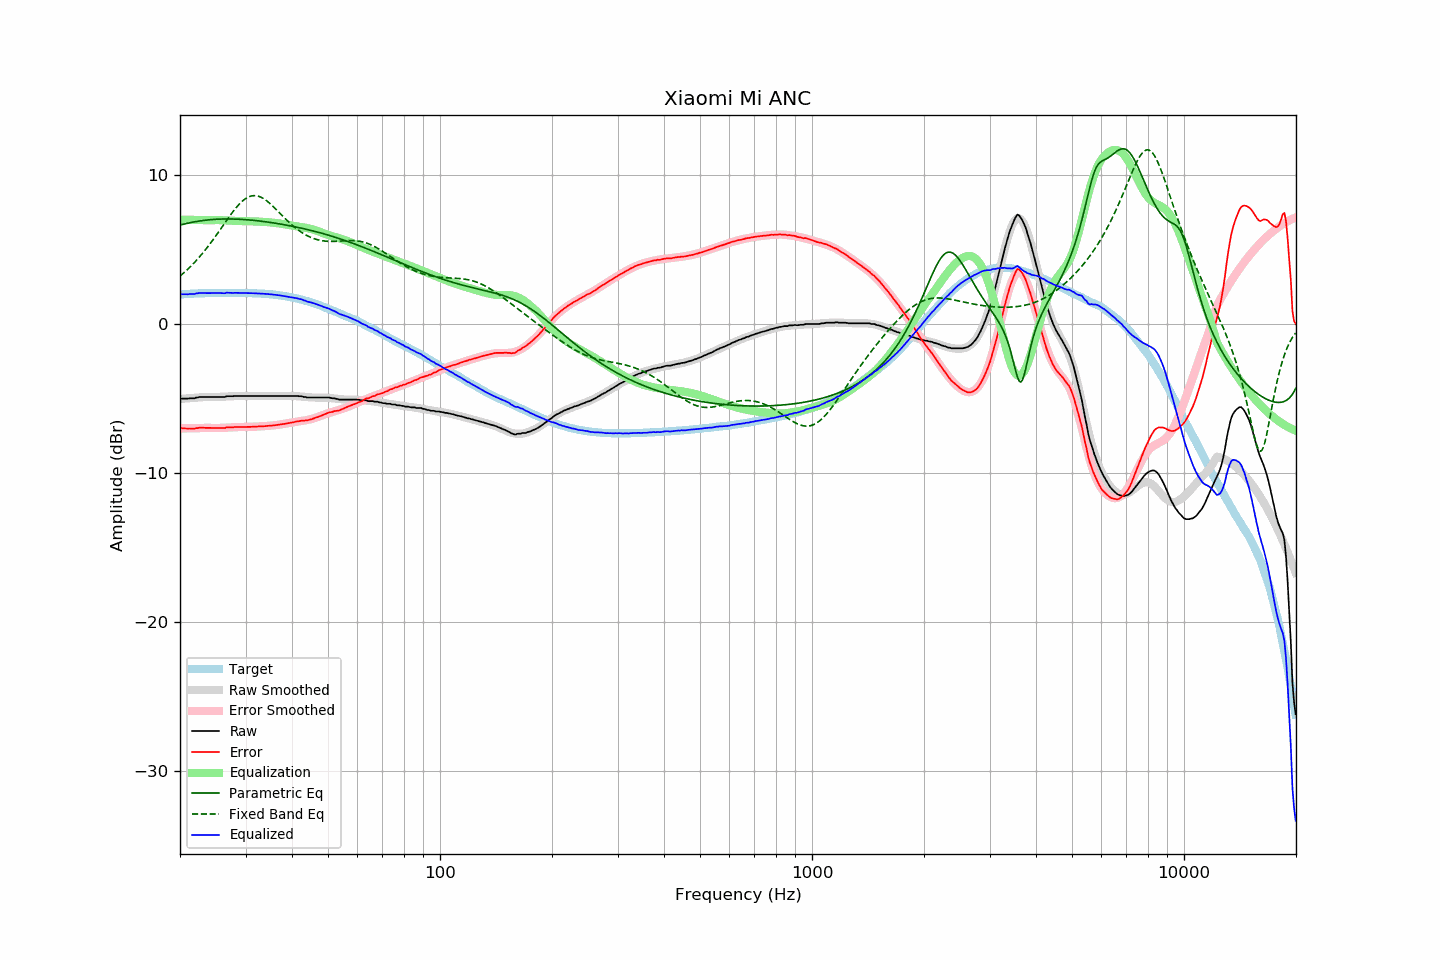 Xiaomi Mi ANC
10
0
−10
−20
−30
Amplitude (dBr)
Target
Raw Smoothed
Error Smoothed
Raw
Error
Equalization
Parametric Eq
Fixed Band Eq
Equalized
100
1000
10000
Frequency (Hz)